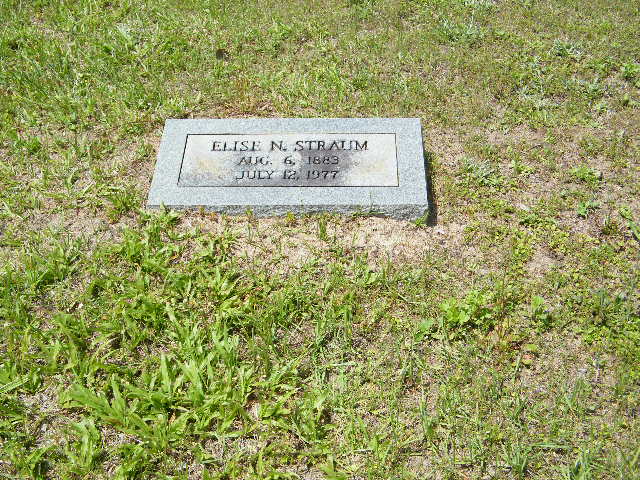 ELISE N. STRAUM
AUG. 6, 1883
JULY 12, 1977